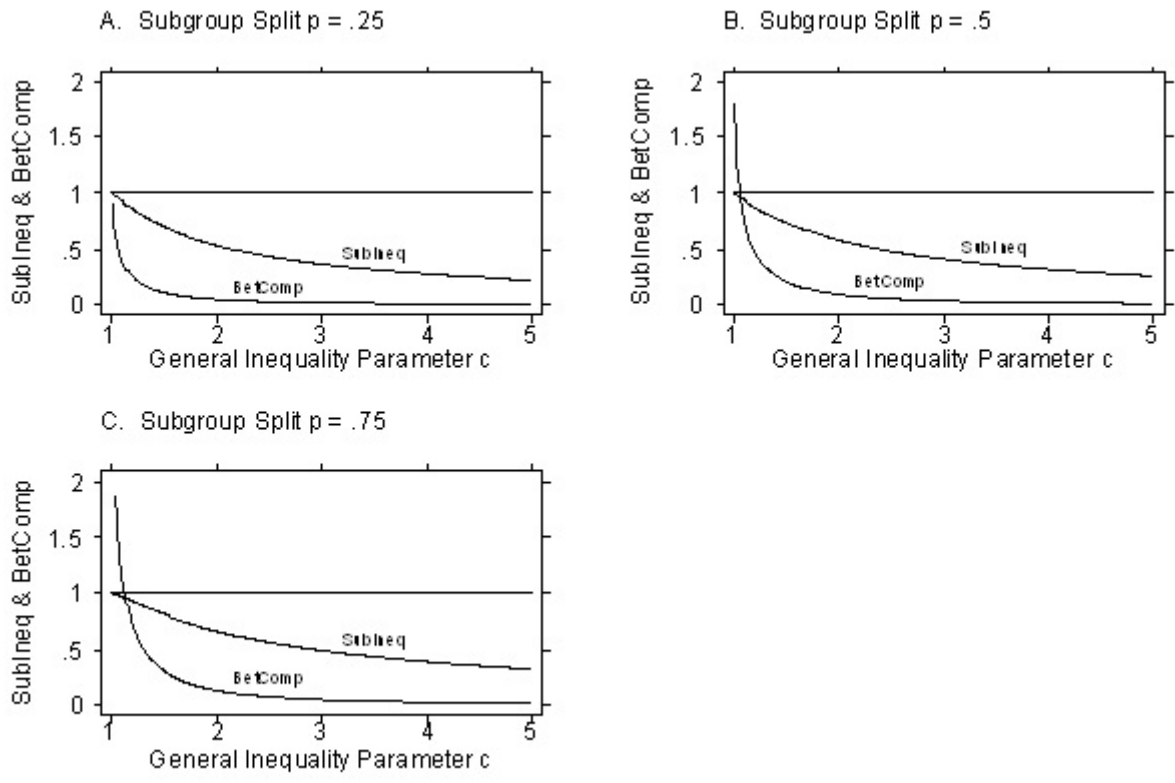 A. Subgroup Split p = .25
SubIneq & BetComp
2
1.5
1
.5
0
SubIneq
BetComp
1 2 3 4 5
General Inequality Parameter c
B. Subgroup Split p = .5
SubIneq & BetComp
2
1.5
1
.5
0
SubIneq
BetComp
1 2 3 4 5
General Inequality Parameter c
C. Subgroup Split p = .75
SubIneq & BetComp
2
1.5
1
.5
0
SubIneq
BetComp
1 2 3 4 5
General Inequality Parameter c